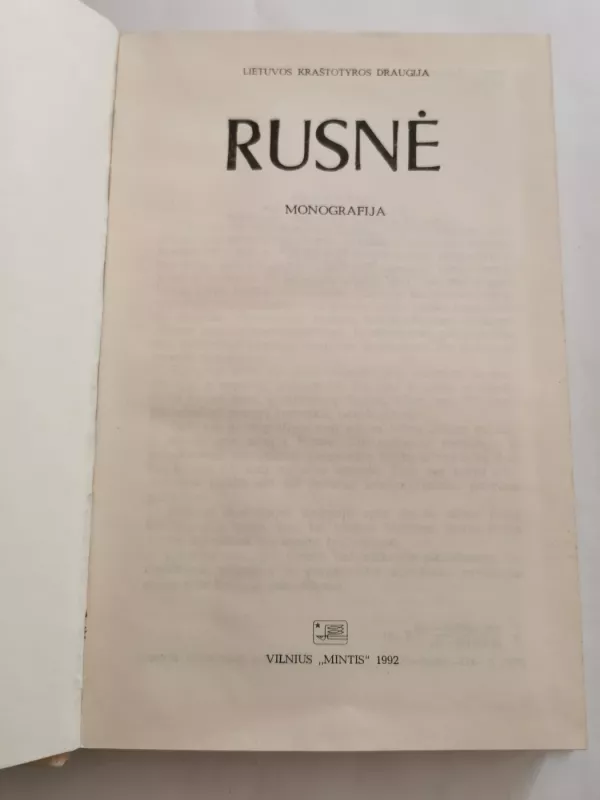 LIETUVOS KRAŠTOTYROS DRAUGIJA
RUSNĖ
MONOGRAFIJA
VILNIUS „MINTIS“ 1992